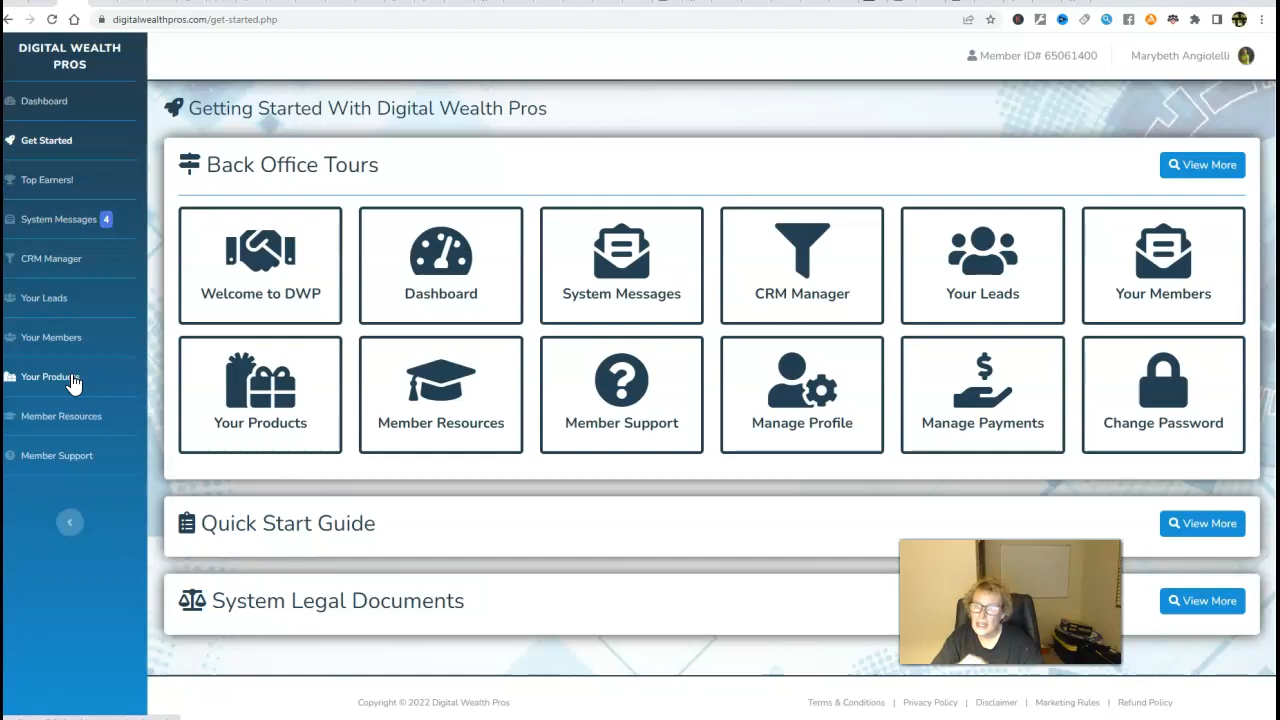 digitalwealthpros.com/get-started.php
DIGITAL WEALTH
PROS
Member ID# 65061400
Marybeth Angiolelli
Dashboard
Get Started
Top Earners!
System Messages 4
CRM Manager
Your Leads
Your Members
Your Products
Member Resources
Member Support
Getting Started With Digital Wealth Pros
Back Office Tours
View More
Welcome to DWP
Dashboard
System Messages
CRM Manager
Your Leads
Your Members
Your Products
Member Resources
Member Support
Manage Profile
Manage Payments
Change Password
Quick Start Guide
View More
System Legal Documents
View More
Copyright © 2022 Digital Wealth Pros
Terms & Conditions | Privacy Policy | Disclaimer | Marketing Rules | Refund Policy